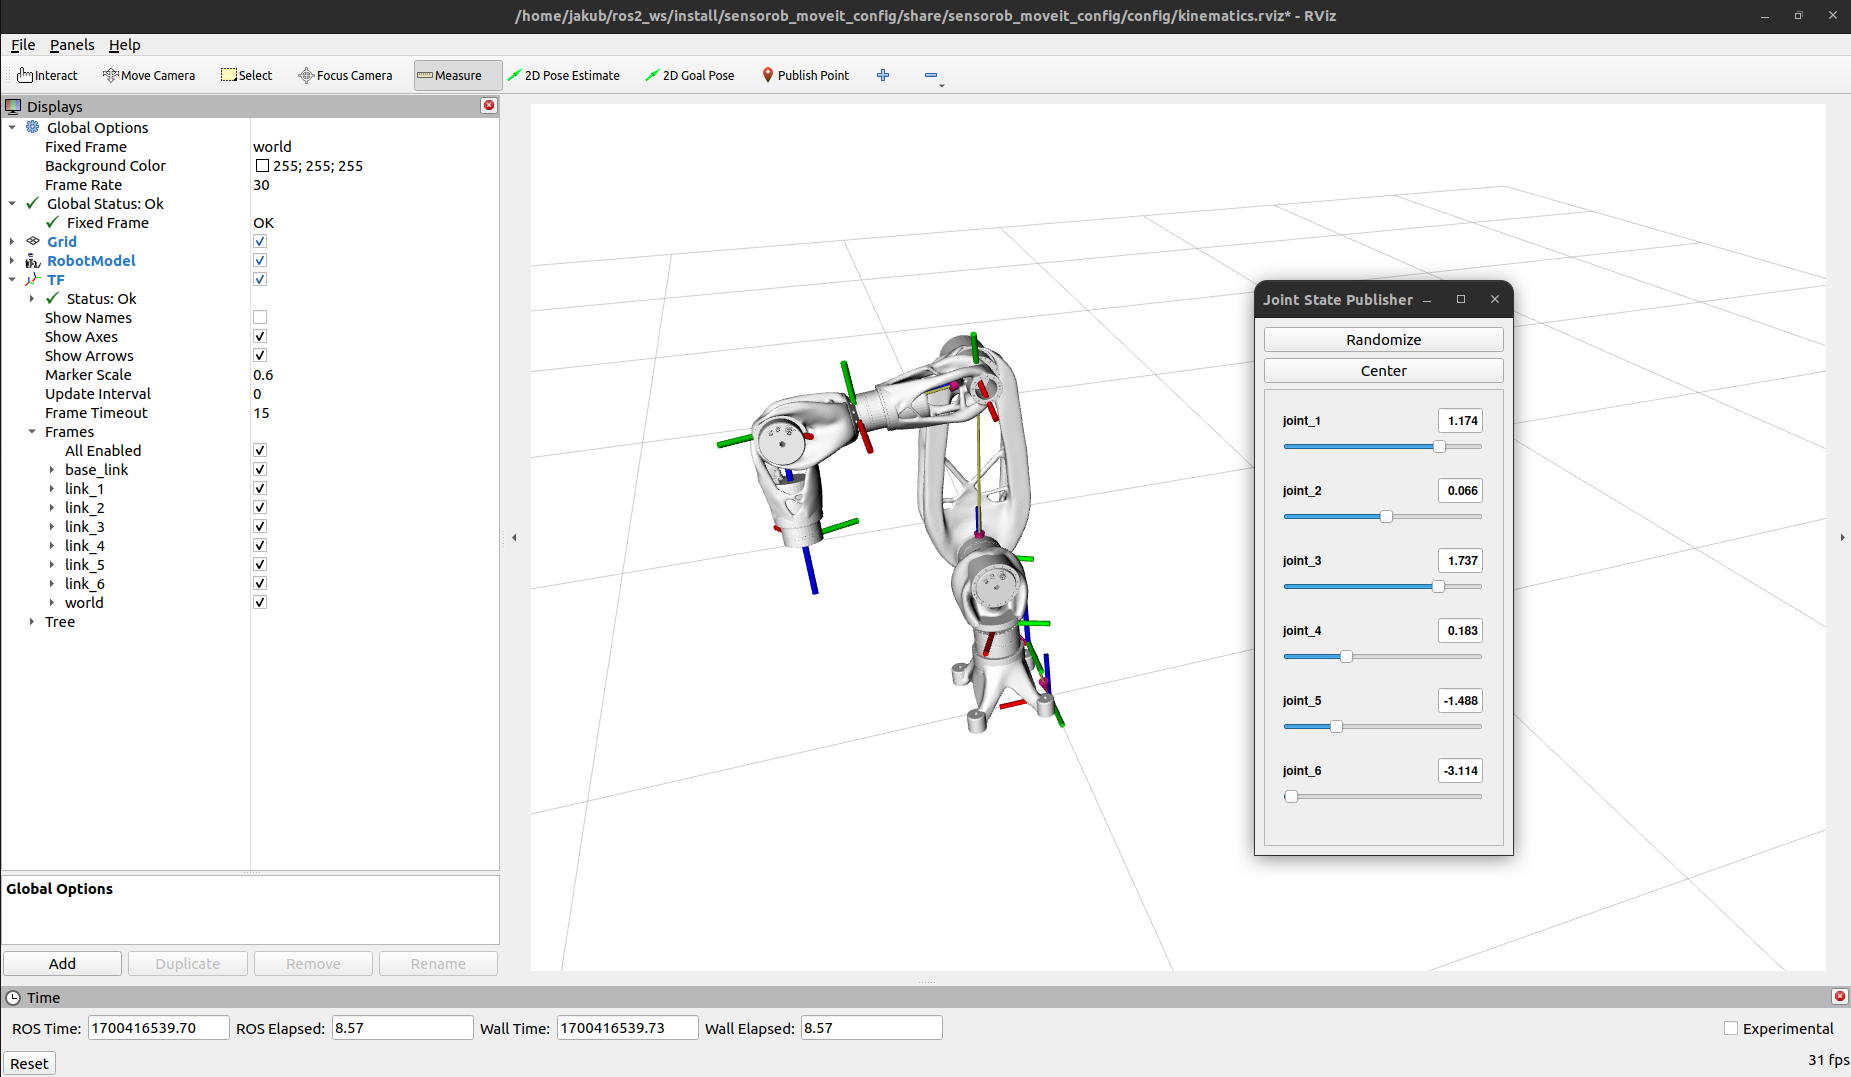 /home/jakub/ros2_ws/install/sensorob_moveit_config/share/sensorob_moveit_config/config/kinematics.rviz* - RViz
File Panels Help
Interact Move Camera Select Focus Camera Measure 2D Pose Estimate 2D Goal Pose Publish Point
Displays
Global Options
Fixed Frame world
Background Color 255; 255; 255
Frame Rate 30
Global Status: Ok
Fixed Frame OK
Grid
RobotModel
TF
Status: Ok
Show Names
Show Axes
Show Arrows
Marker Scale 0.6
Update Interval 0
Frame Timeout 15
Frames
All Enabled
base_link
link_1
link_2
link_3
link_4
link_5
link_6
world
Tree
Global Options
Add Duplicate Remove Rename
Joint State Publisher
Randomize
Center
joint_1 1.174
joint_2 0.066
joint_3 1.737
joint_4 0.183
joint_5 -1.488
joint_6 -3.114
Time
ROS Time: 1700416539.70 ROS Elapsed: 8.57 Wall Time: 1700416539.73 Wall Elapsed: 8.57 Experimental
Reset 31 fps